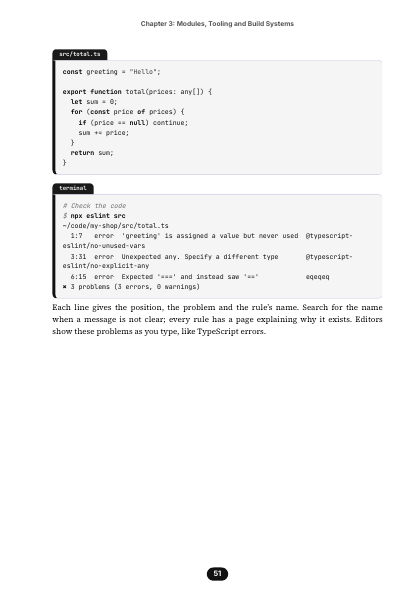 Chapter 3: Modules, Tooling and Build Systems
src/total.ts
const greeting = "Hello";
export function total(prices: any[]) {
  let sum = 0;
  for (const price of prices) {
    if (price == null) continue;
    sum += price;
  }
  return sum;
}
terminal
# Check the code
$ npx eslint src
~/code/my-shop/src/total.ts
  1:7   error  'greeting' is assigned a value but never used  @typescript-
eslint/no-unused-vars
  3:31  error  Unexpected any. Specify a different type       @typescript-
eslint/no-explicit-any
  6:15  error  Expected '===' and instead saw '=='            eqeqeq
✖ 3 problems (3 errors, 0 warnings)
Each line gives the position, the problem and the rule's name. Search for the name
when a message is not clear; every rule has a page explaining why it exists. Editors
show these problems as you type, like TypeScript errors.
51